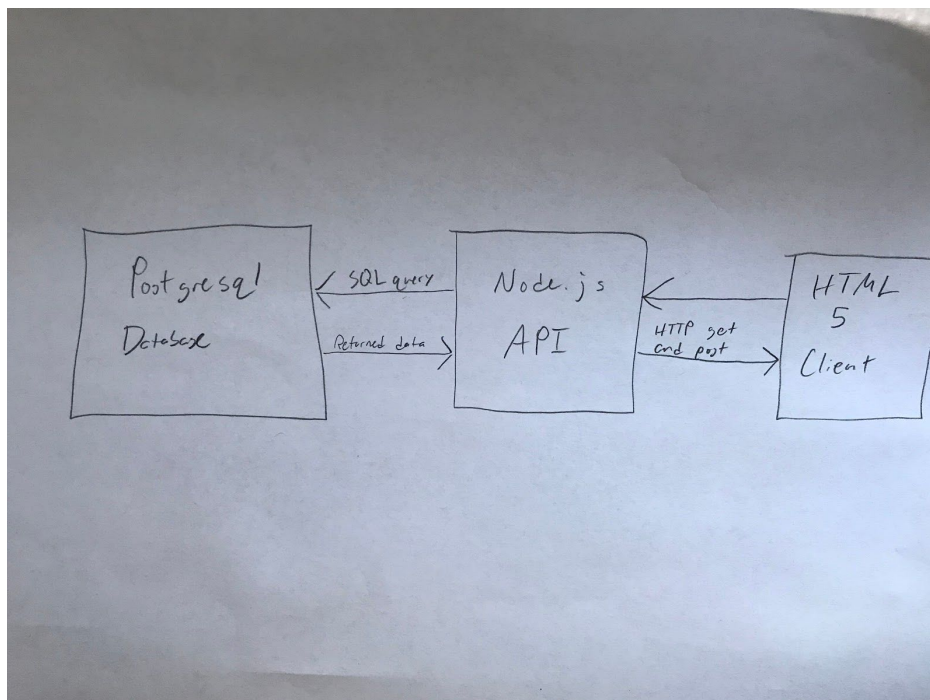 Postgresql
Database
SQL query
Returned data
Node.js
API
HTTP get
and post
HTML
5
Client